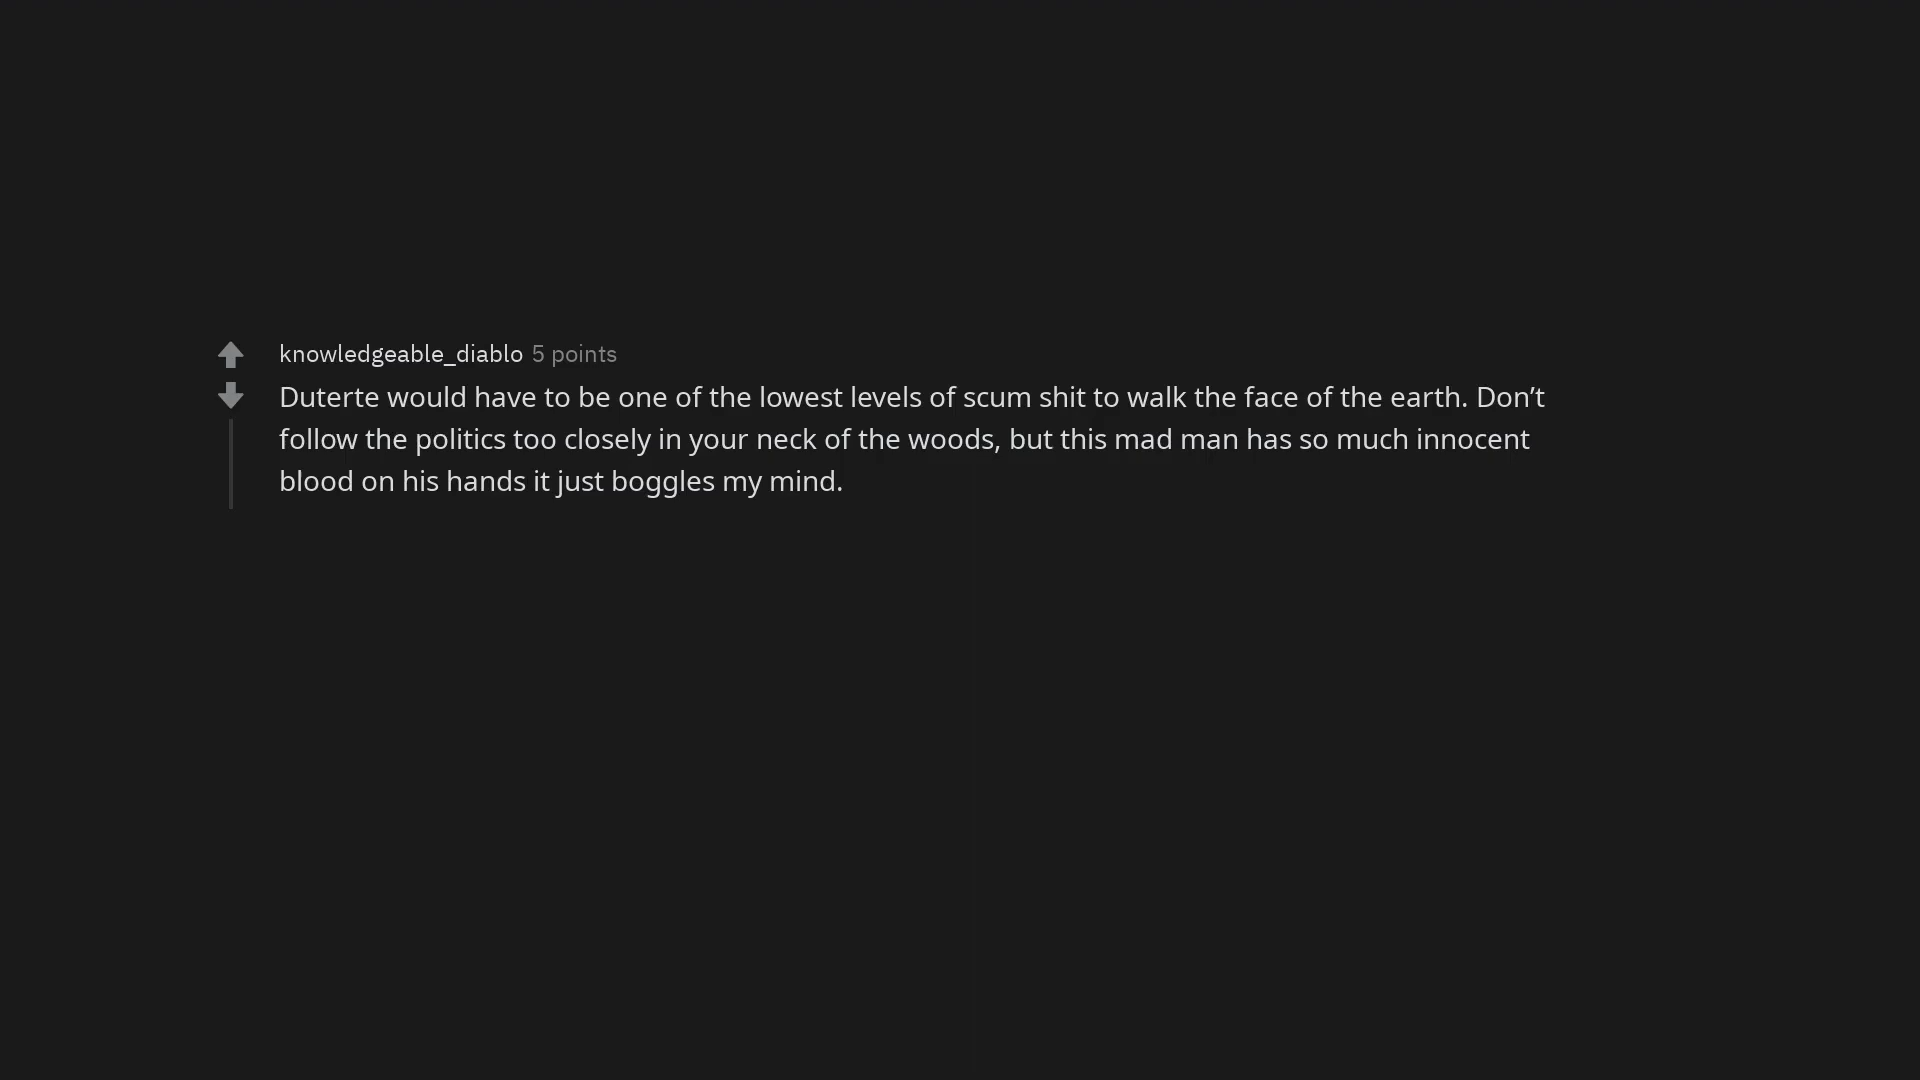 knowledgeable_diablo 5 points
Duterte would have to be one of the lowest levels of scum shit to walk the face of the earth. Don’t
follow the politics too closely in your neck of the woods, but this mad man has so much innocent
blood on his hands it just boggles my mind.